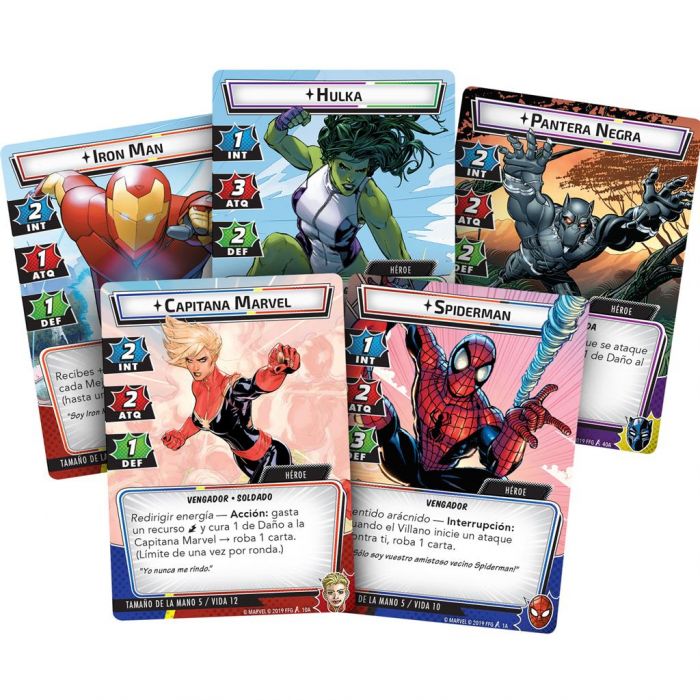 IRON MAN
2
INT
1
ATQ
1
DEF
Recibes +
cada Me
(hasta un
"Soy Iron
TAMAÑO DE LA
HULKA
1
INT
3
ATQ
2
DEF
HÉROE
PANTERA NEGRA
2
INT
2
ATQ
2
HÉROE
DA
ue se ataque
1 de Daño al
2019 FFG 40A
CAPITANA MARVEL
2
INT
2
ATQ
1
DEF
HÉROE
VENGADOR • SOLDADO
Redirigir energía — Acción: gasta
un recurso y cura 1 de Daño a la
Capitana Marvel → roba 1 carta.
(Límite de una vez por ronda.)
"Yo nunca me rindo."
TAMAÑO DE LA MANO 5 / VIDA 12
© MARVEL © 2019 FFG 10A
SPIDERMAN
2
INT
2
ATQ
3
HÉROE
VENGADOR
entido arácnido — Interrupción:
uando el Villano inicie un ataque
ontra ti, roba 1 carta.
Sólo soy vuestro amistoso vecino Spiderman!"
DE LA MANO 5 / VIDA 10
© MARVEL © 2019 FFG 1A